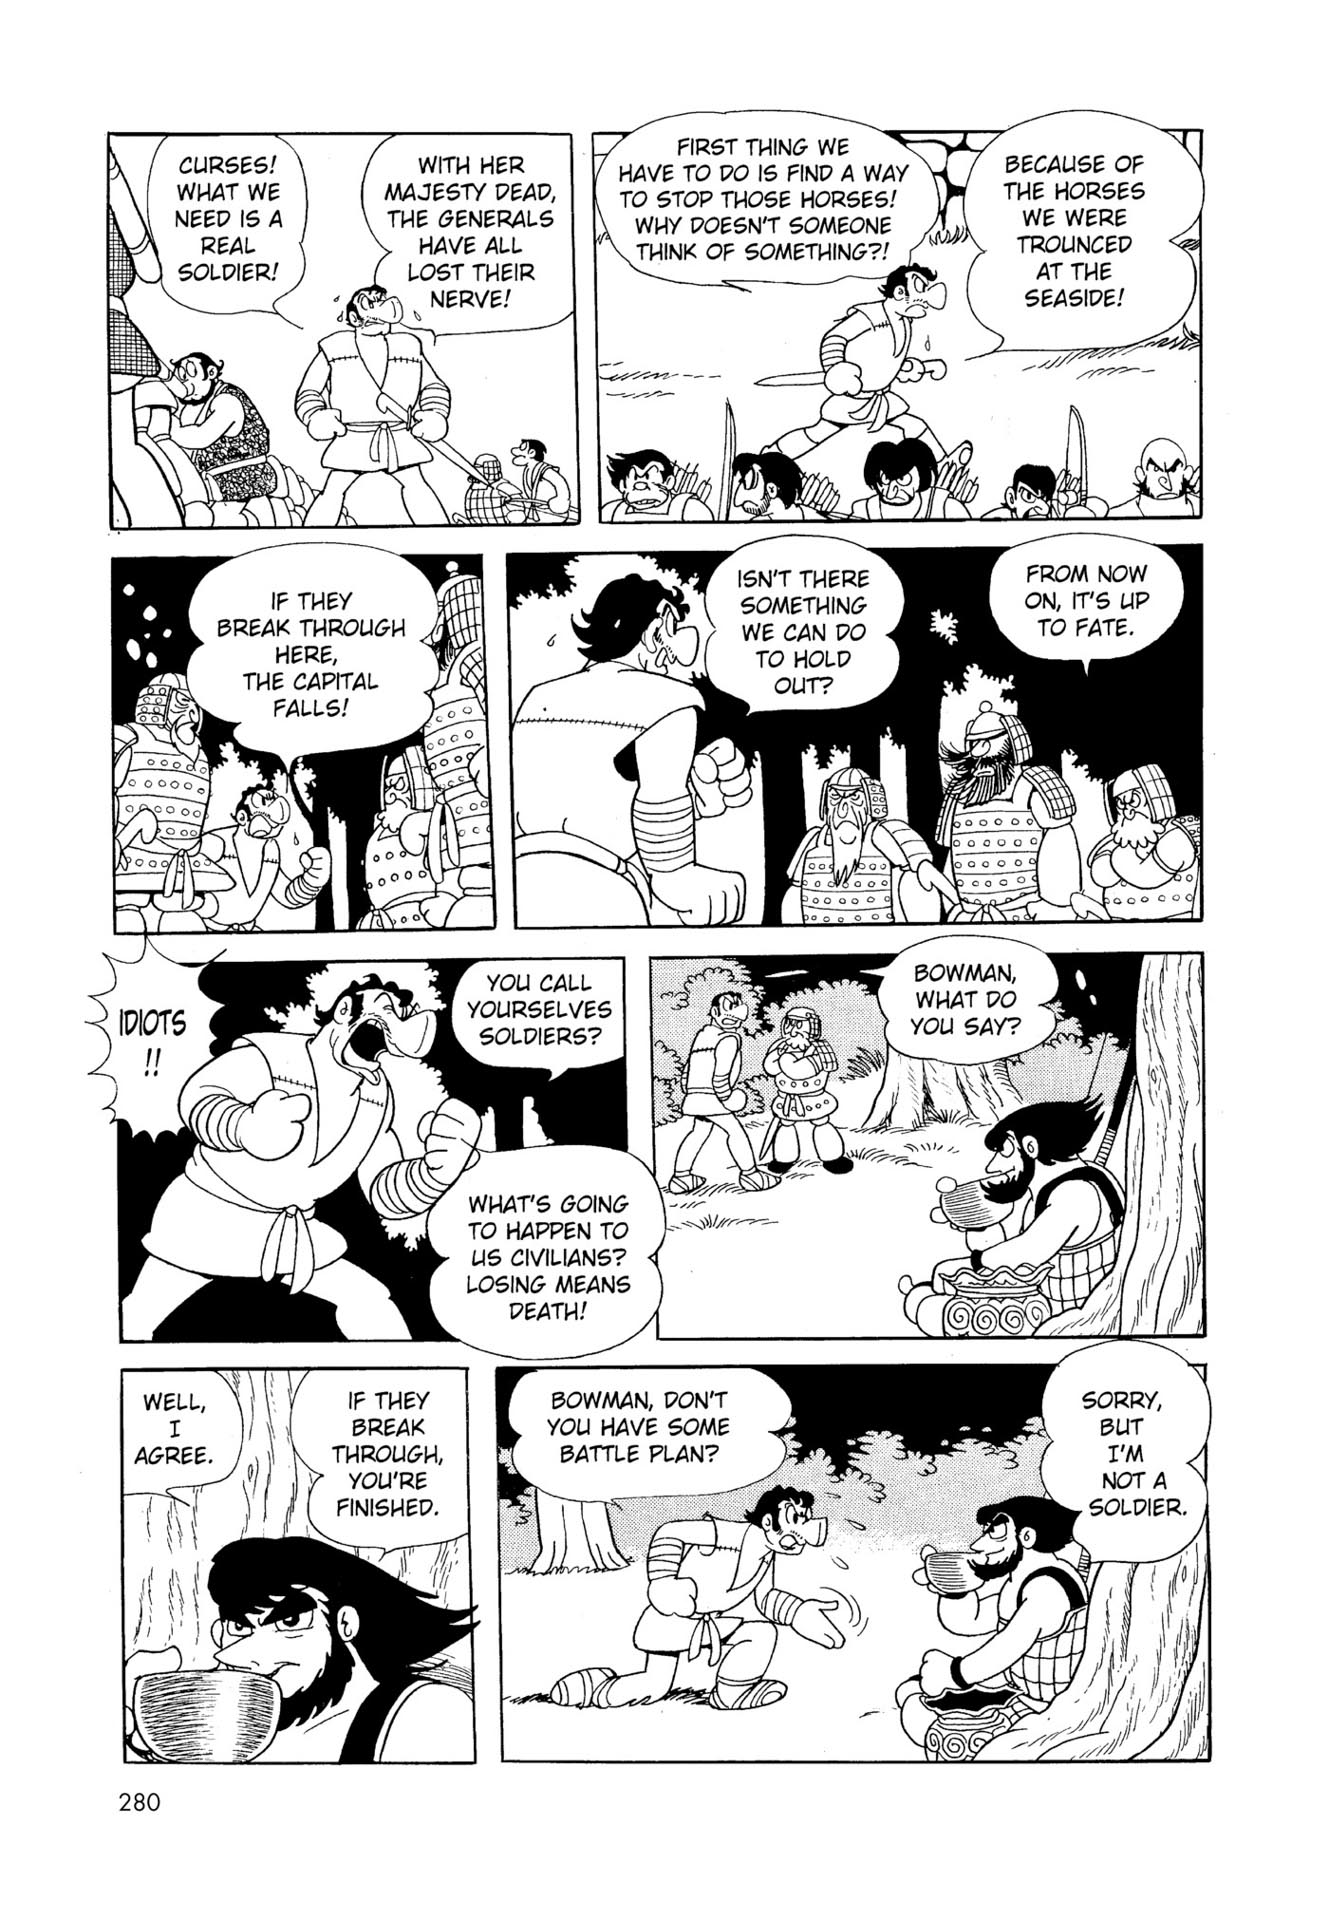 CURSES!
WHAT WE
NEED IS A
REAL
SOLDIER!
WITH HER
MAJESTY DEAD,
THE GENERALS
HAVE ALL
LOST THEIR
NERVE!
FIRST THING WE
HAVE TO DO IS FIND A WAY
TO STOP THOSE HORSES!
WHY DOESN'T SOMEONE
THINK OF SOMETHING?!
BECAUSE OF
THE HORSES
WE WERE
TROUNCED
AT THE
SEASIDE!
IF THEY
BREAK THROUGH
HERE,
THE CAPITAL
FALLS!
ISN'T THERE
SOMETHING
WE CAN DO
TO HOLD
OUT?
FROM NOW
ON, IT'S UP
TO FATE.
IDIOTS
!!
YOU CALL
YOURSELVES
SOLDIERS?
WHAT'S GOING
TO HAPPEN TO
US CIVILIANS?
LOSING MEANS
DEATH!
BOWMAN,
WHAT DO
YOU SAY?
WELL,
I
AGREE.
IF THEY
BREAK
THROUGH,
YOU'RE
FINISHED.
BOWMAN, DON'T
YOU HAVE SOME
BATTLE PLAN?
SORRY,
BUT
I'M
NOT A
SOLDIER.
280